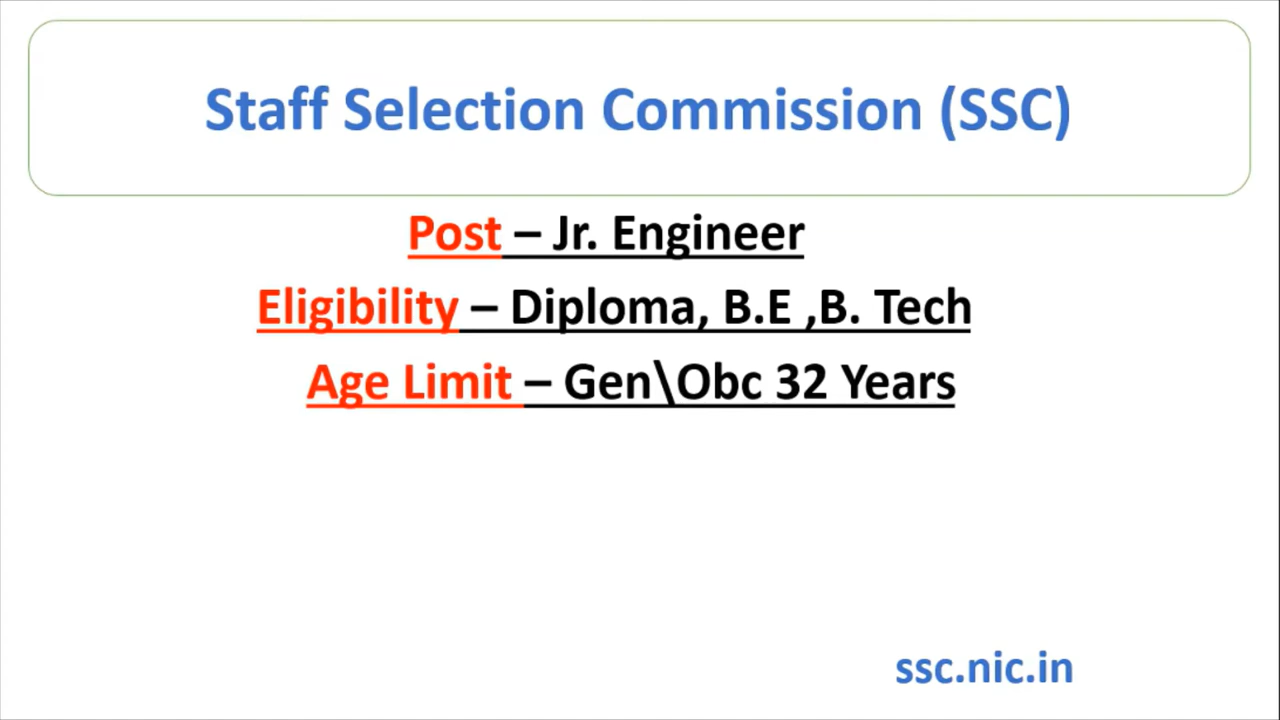 Staff Selection Commission (SSC)
Post – Jr. Engineer
Eligibility – Diploma, B.E ,B. Tech
Age Limit – Gen\Obc 32 Years
ssc.nic.in